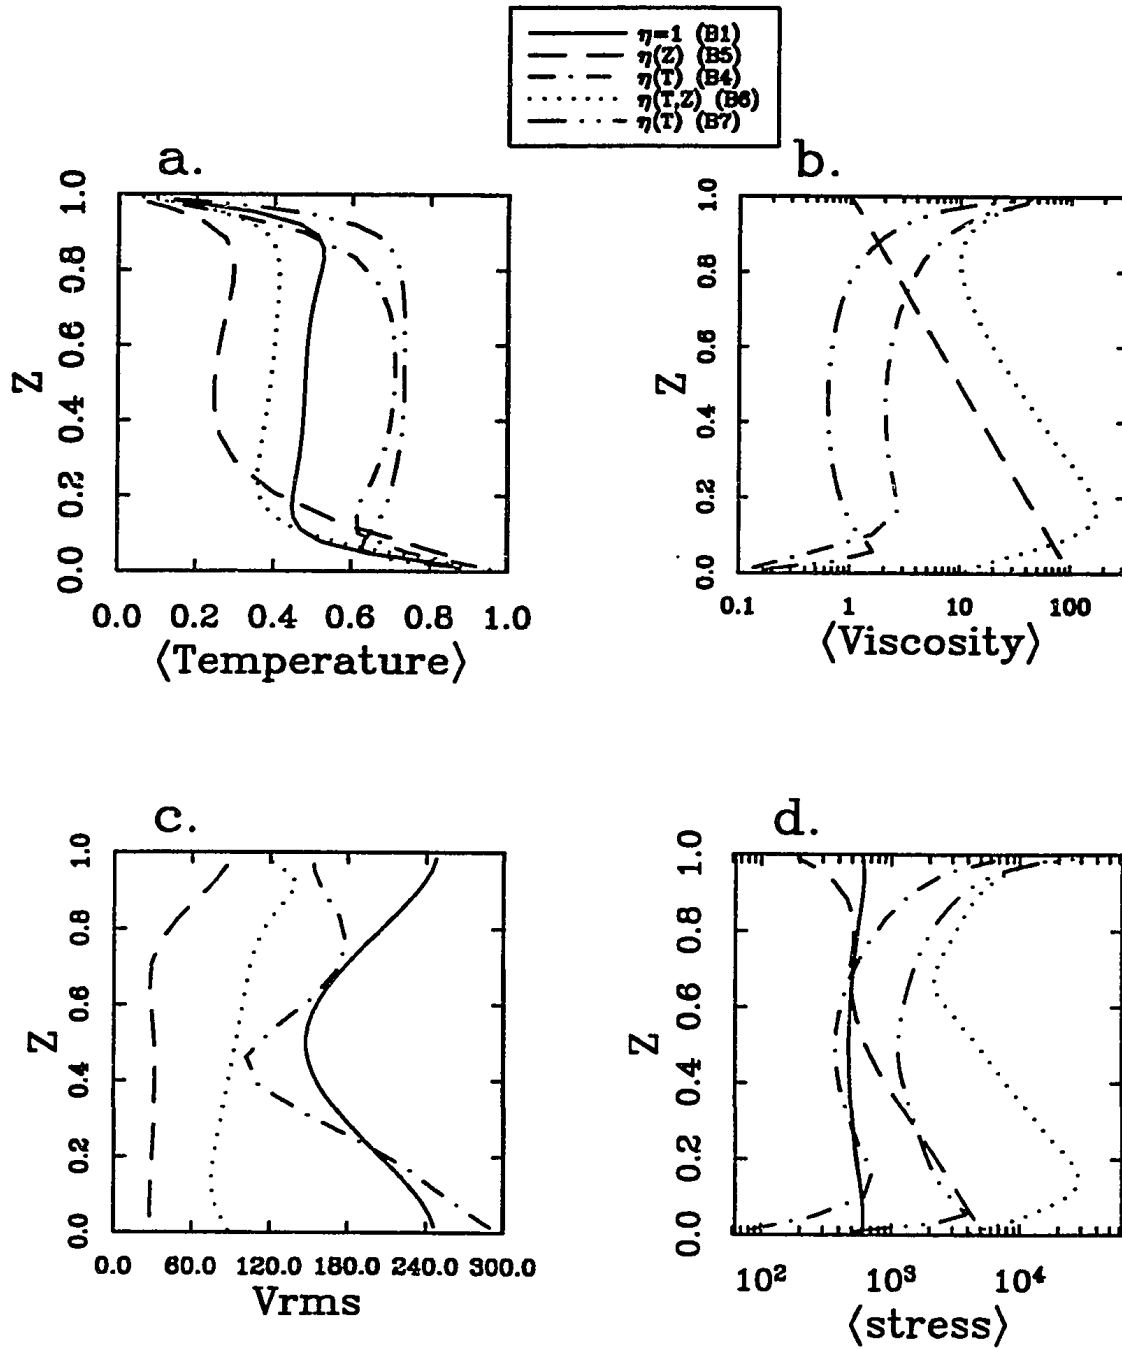 η=1 (B1)
η(Z) (B5)
η(T) (B4)
η(T,Z) (B6)
η(T) (B7)
a.
Z
1.0
0.8
0.6
0.4
0.2
0.0
0.0 0.2 0.4 0.6 0.8 1.0
⟨Temperature⟩
b.
Z
1.0
0.8
0.6
0.4
0.2
0.0
0.1 1 10 100
⟨Viscosity⟩
c.
Z
1.0
0.8
0.6
0.4
0.2
0.0
0.0 60.0 120.0 180.0 240.0 300.0
Vrms
d.
Z
1.0
0.8
0.6
0.4
0.2
0.0
10² 10³ 10⁴
⟨stress⟩